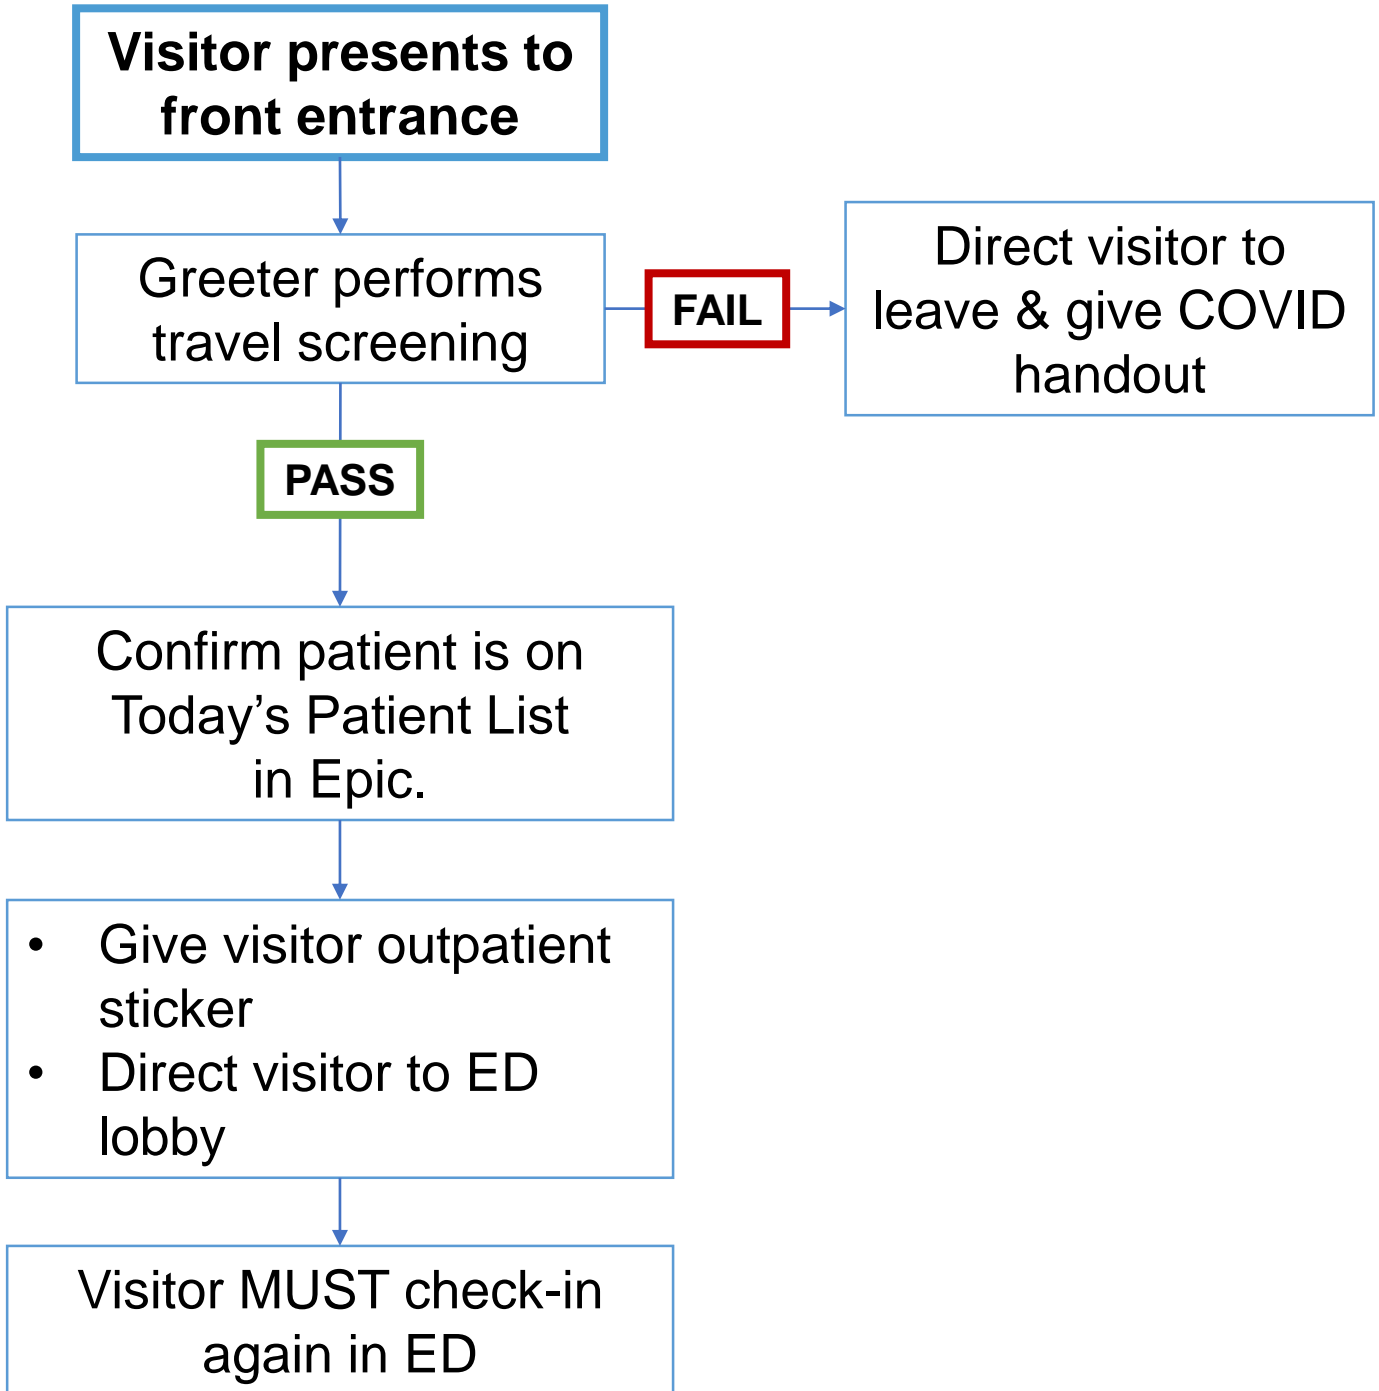 Visitor presents to
front entrance
Greeter performs
travel screening
FAIL
Direct visitor to
leave & give COVID
handout
PASS
Confirm patient is on
Today’s Patient List
in Epic.
• Give visitor outpatient
sticker
• Direct visitor to ED
lobby
Visitor MUST check-in
again in ED